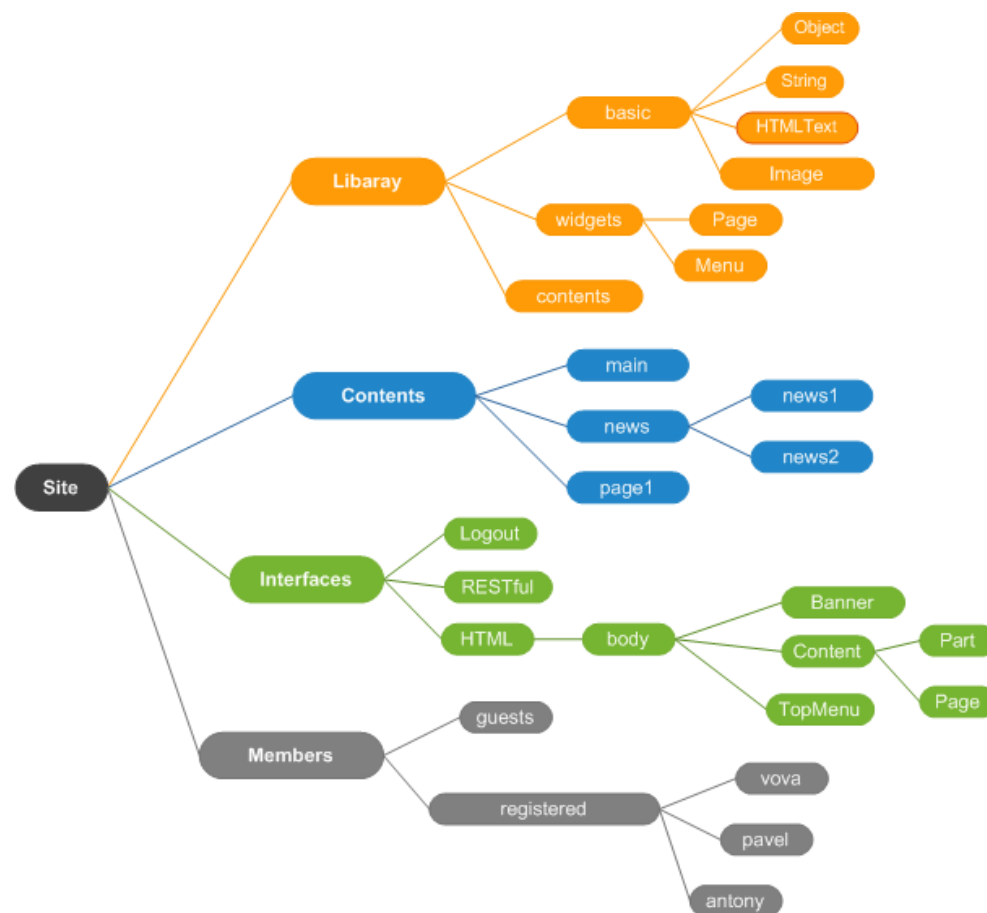 Object
String
basic
HTMLText
Image
Libaray
widgets
Page
Menu
contents
main
Contents
news1
news
news2
page1
Site
Logout
Interfaces
RESTful
Banner
HTML
body
Content
Part
Page
TopMenu
guests
Members
vova
registered
pavel
antony